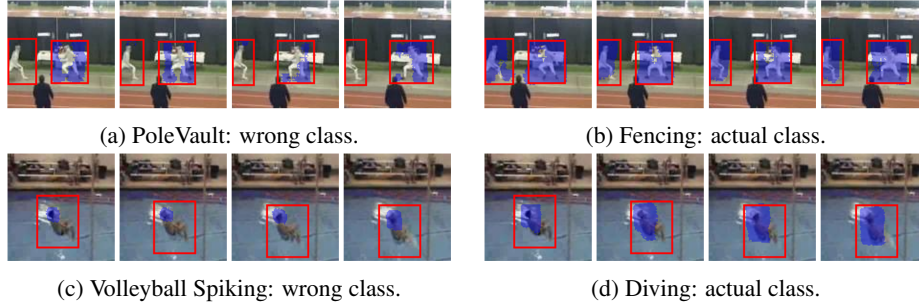 (a) PoleVault: wrong class.
(b) Fencing: actual class.
(c) Volleyball Spiking: wrong class.
(d) Diving: actual class.